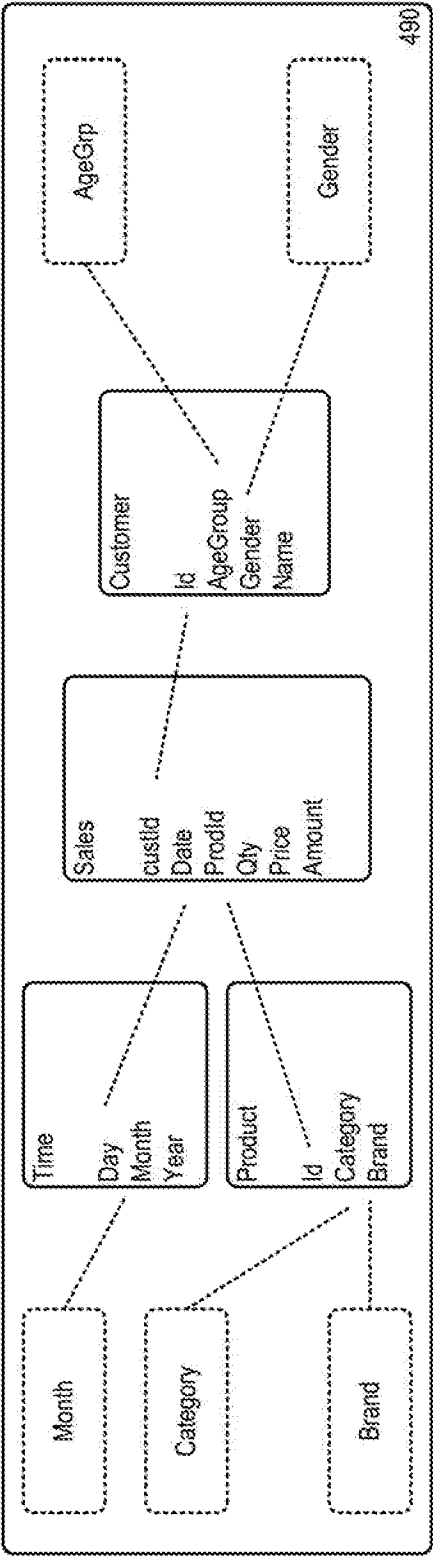 Month
Category
Brand
Time
Day
Month
Year
Product
Id
Category
Brand
Sales
custId
Date
ProdId
Qty
Price
Amount
Customer
Id
AgeGroup
Gender
Name
AgeGrp
Gender
490